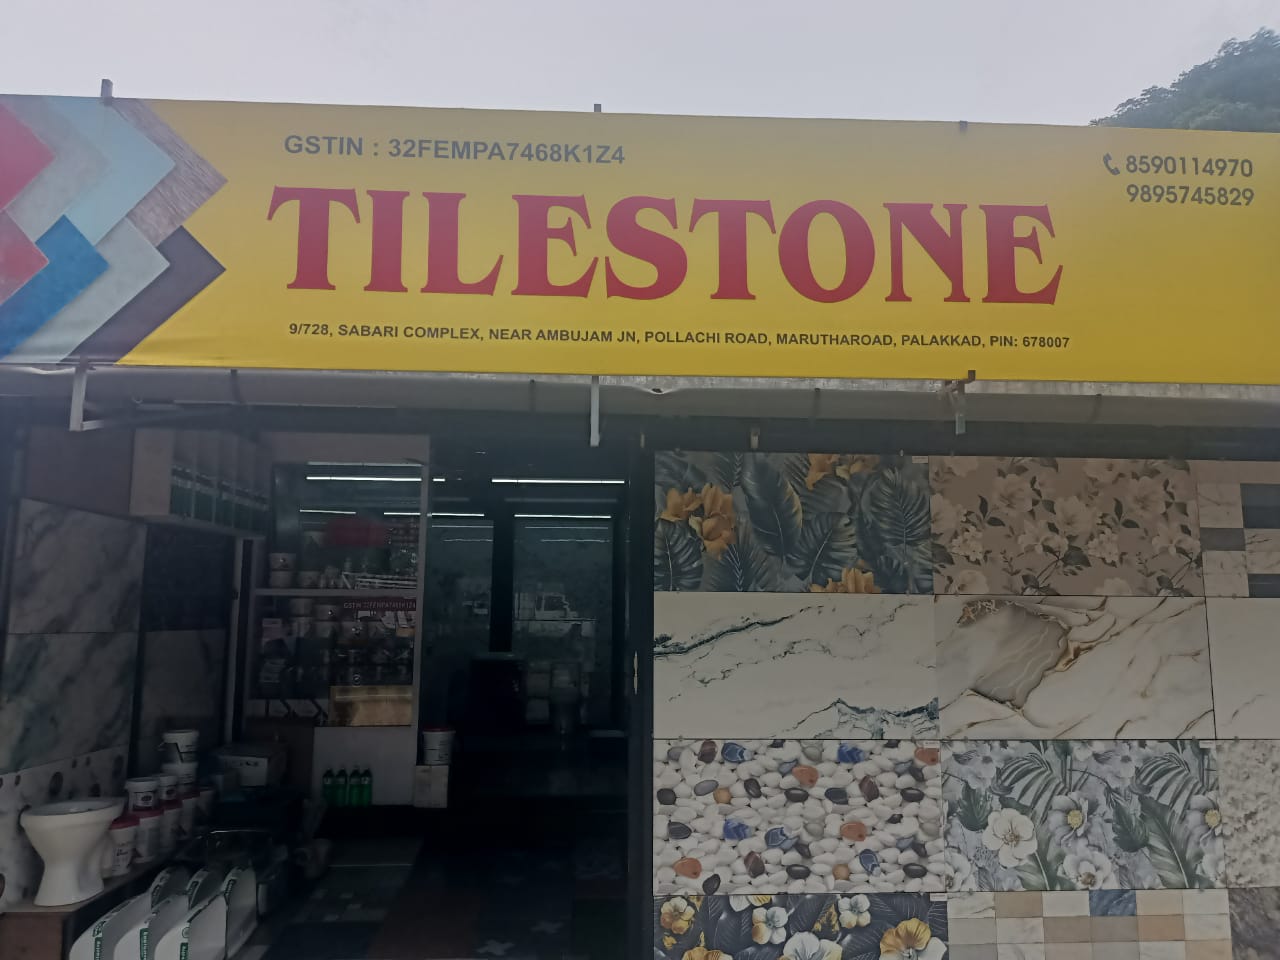 GSTIN : 32FEMPA7468K1Z4
8590114970
9895745829
TILESTONE
9/728, SABARI COMPLEX, NEAR AMBUJAM JN, POLLACHI ROAD, MARUTHAROAD, PALAKKAD, PIN: 678007